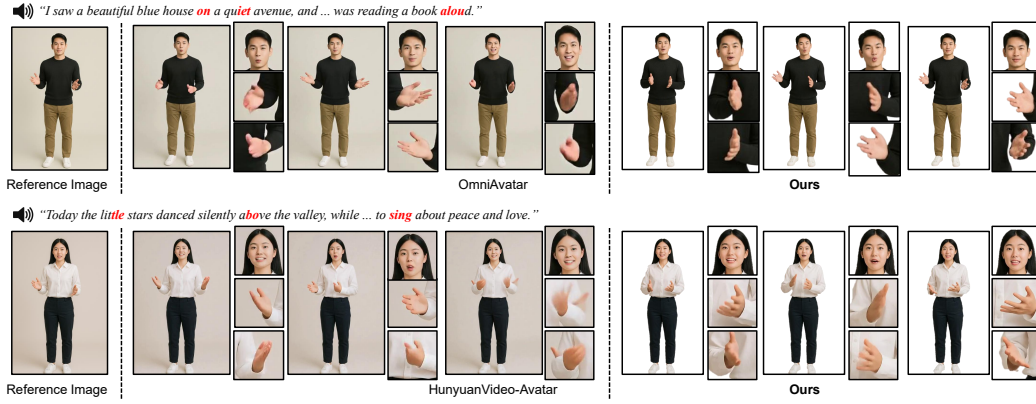 “I saw a beautiful blue house on a quiet avenue, and ... was reading a book aloud.”
Reference Image
OmniAvatar
Ours
“Today the little stars danced silently above the valley, while ... to sing about peace and love.”
Reference Image
HunyuanVideo-Avatar
Ours